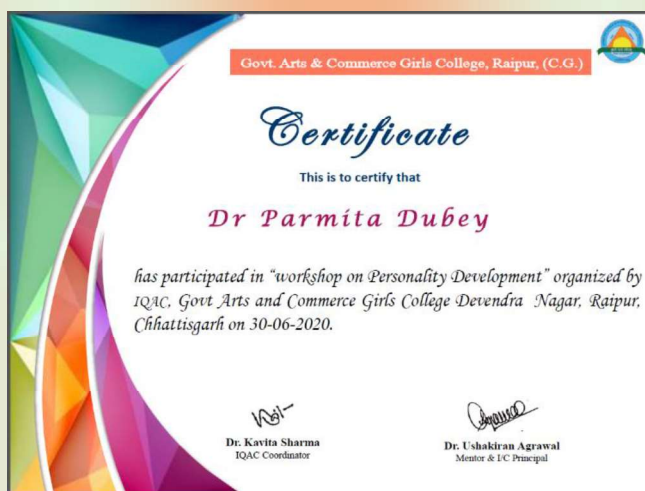 Govt. Arts & Commerce Girls College, Raipur, (C.G.)
Certificate
This is to certify that
Dr Parmita Dubey
has participated in “workshop on Personality Development” organized by
IQAC, Govt Arts and Commerce Girls College Devendra Nagar, Raipur,
Chhattisgarh on 30-06-2020.
Dr. Kavita Sharma
IQAC Coordinator
Dr. Ushakiran Agrawal
Mentor & I/C Principal